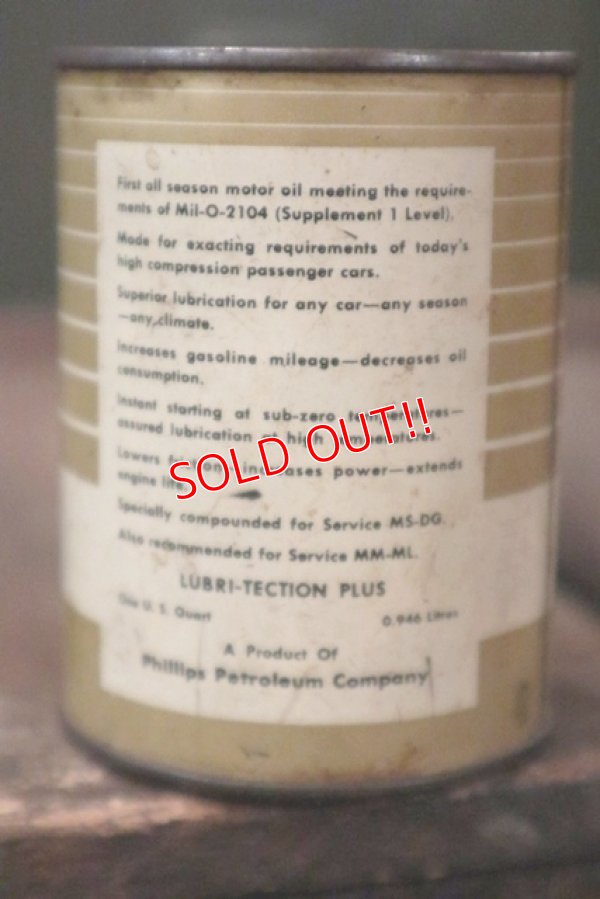 First all season motor oil meeting the require-
ments of Mil-O-2104 (Supplement 1 Level).
Made for exacting requirements of today's
high compression passenger cars.
Superior lubrication for any car—any season
—any climate.
Increases gasoline mileage—decreases oil
consumption.
Instant starting at sub-zero temperatures—
assured lubrication at high temperatures.
Lowers friction—increases power—extends
engine life.
Specially compounded for Service MS-DG.
Also recommended for Service MM-ML.
LUBRI-TECTION PLUS
One U. S. Quart 0.946 Litres
A Product Of
Phillips Petroleum Company
SOLD OUT!!